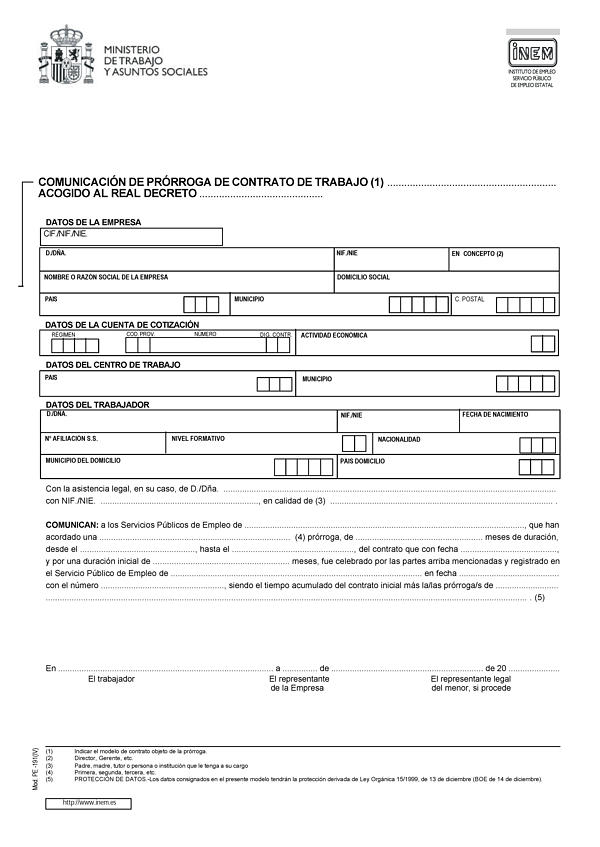 MINISTERIO
DE TRABAJO
Y ASUNTOS SOCIALES
INEM
INSTITUTO DE EMPLEO
SERVICIO PÚBLICO
DE EMPLEO ESTATAL
COMUNICACIÓN DE PRÓRROGA DE CONTRATO DE TRABAJO (1) ..........................................................
ACOGIDO AL REAL DECRETO ............................................
DATOS DE LA EMPRESA
CIF./NIF./NIE.
D./DÑA. NIF./NIE EN CONCEPTO (2)
NOMBRE O RAZÓN SOCIAL DE LA EMPRESA DOMICILIO SOCIAL
PAIS MUNICIPIO C. POSTAL
DATOS DE LA CUENTA DE COTIZACIÓN
REGIMEN COD. PROV. NÚMERO DIG. CONTR. ACTIVIDAD ECONÓMICA
DATOS DEL CENTRO DE TRABAJO
PAIS MUNICIPIO
DATOS DEL TRABAJADOR
D./DÑA. NIF./NIE FECHA DE NACIMIENTO
Nº AFILIACIÓN S.S. NIVEL FORMATIVO NACIONALIDAD
MUNICIPIO DEL DOMICILIO PAIS DOMICILIO
Con la asistencia legal, en su caso, de D./Dña. ..........................................................
con NIF./NIE. ............................................, en calidad de (3) ............................................ .
COMUNICAN: a los Servicios Públicos de Empleo de ............................................, que han
acordado una ............................................ (4) prórroga, de ............................................ meses de duración,
desde el ............................................, hasta el ............................................, del contrato que con fecha ............................................,
y por una duración inicial de ............................................ meses, fue celebrado por las partes arriba mencionadas y registrado en
el Servicio Público de Empleo de ............................................ en fecha ............................................
con el número ............................................, siendo el tiempo acumulado del contrato inicial más la/las prórroga/s de ......................
.......................................................... . (5)
En ............................................ a .............. de ............................................ de 20 ....................
El trabajador El representante El representante legal
de la Empresa del menor, si procede
Mod. PE -191(IV)
(1) Indicar el modelo de contrato objeto de la prórroga.
(2) Director, Gerente, etc.
(3) Padre, madre, tutor o persona o institución que le tenga a su cargo
(4) Primera, segunda, tercera, etc.
(5) PROTECCIÓN DE DATOS.-Los datos consignados en el presente modelo tendrán la protección derivada de Ley Orgánica 15/1999, de 13 de diciembre (BOE de 14 de diciembre)
http://www.inem.es